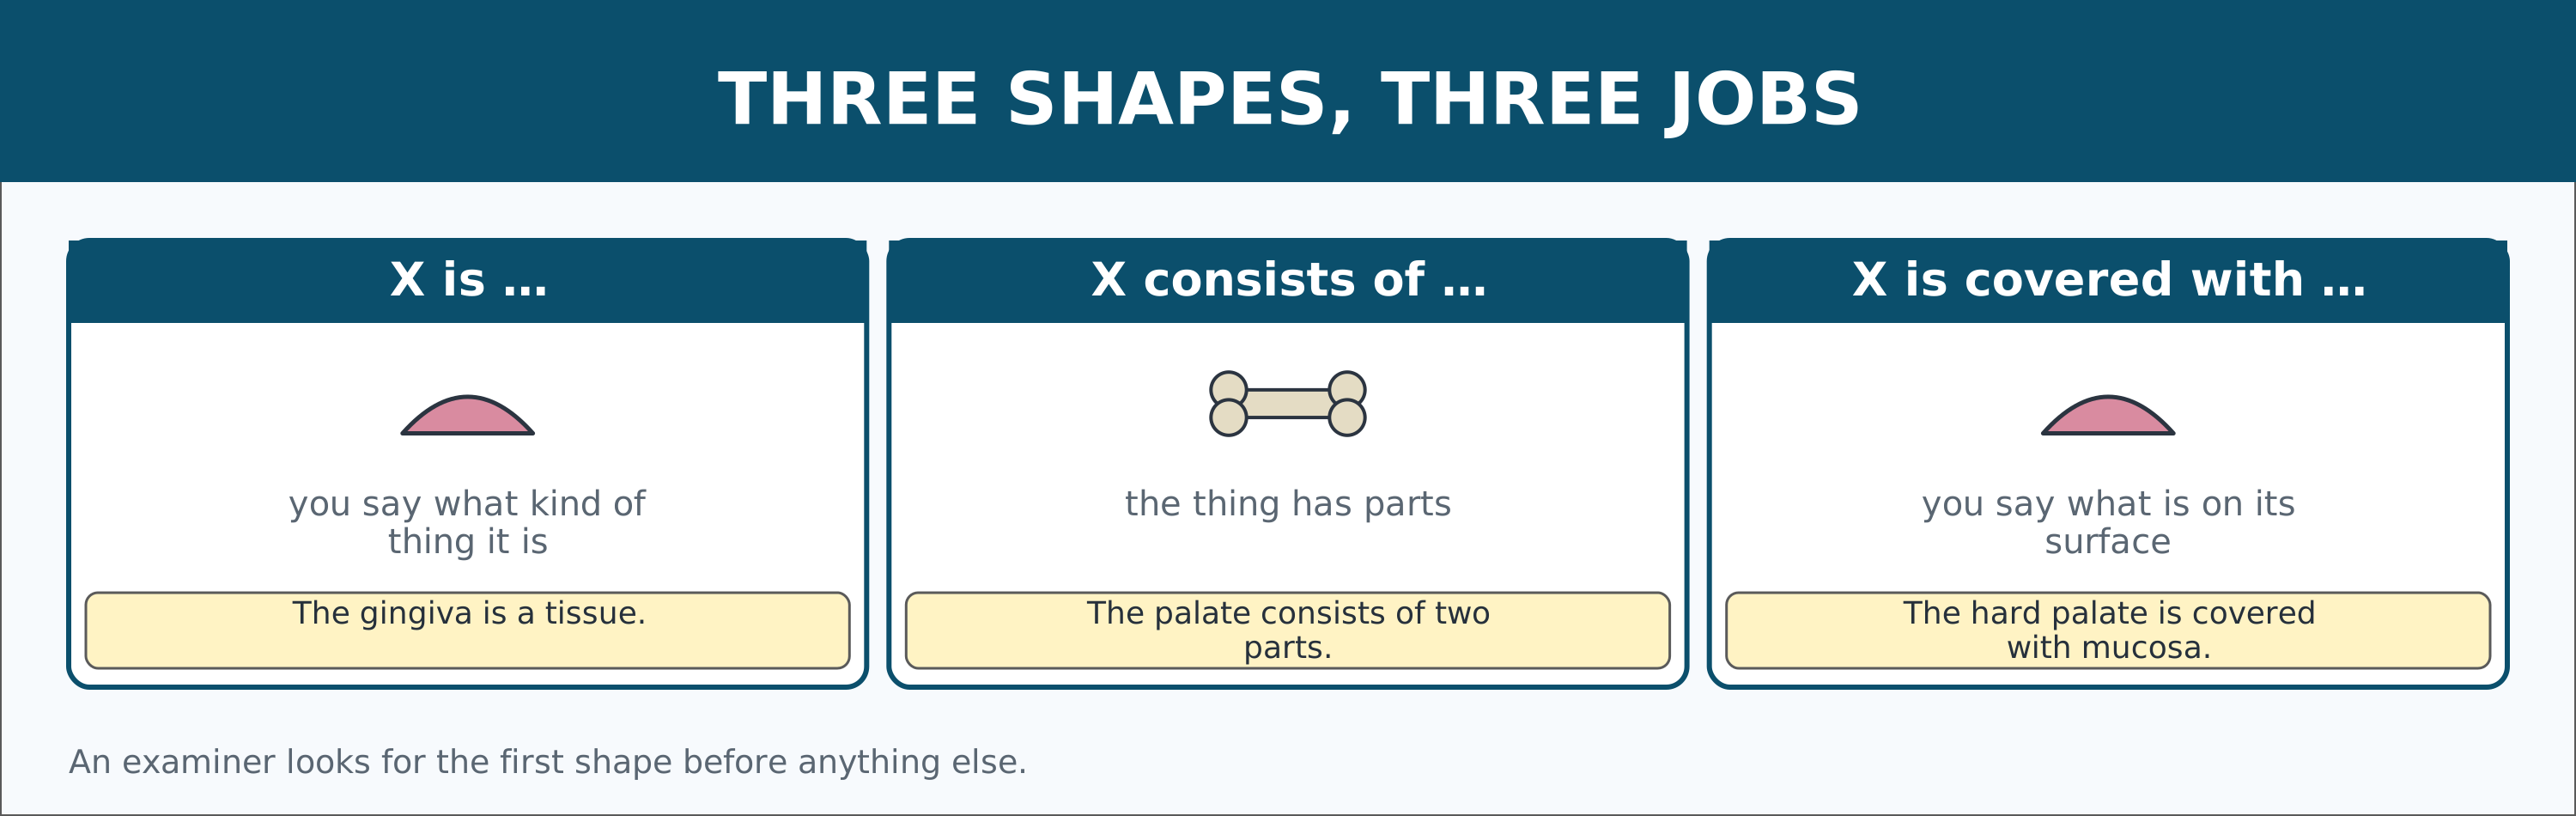 THREE SHAPES, THREE JOBS
X is …
you say what kind of
thing it is
The gingiva is a tissue.
X consists of …
the thing has parts
The palate consists of two
parts.
X is covered with …
you say what is on its
surface
The hard palate is covered
with mucosa.
An examiner looks for the first shape before anything else.